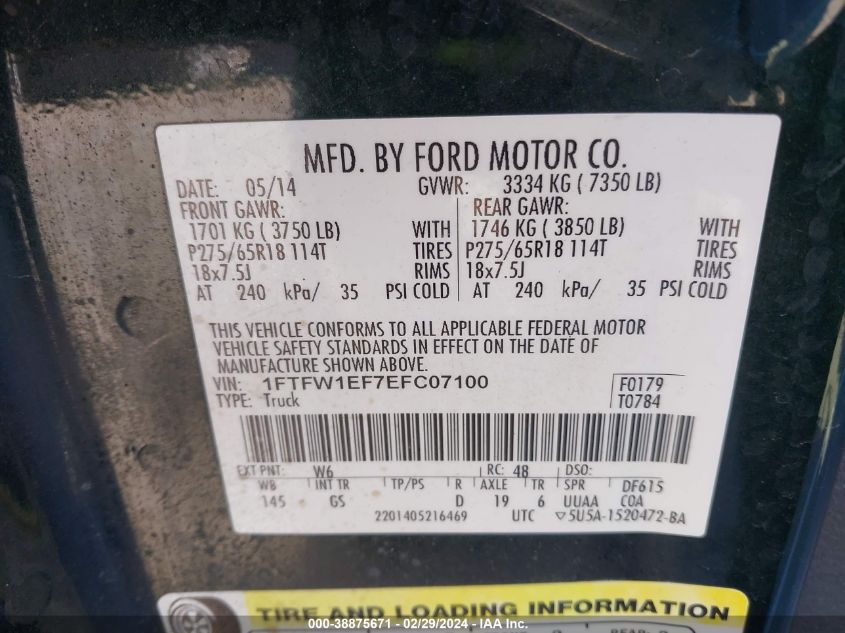 MFD. BY FORD MOTOR CO.
DATE: 05/14 GVWR: 3334 KG ( 7350 LB)
FRONT GAWR: REAR GAWR:
1701 KG ( 3750 LB) WITH 1746 KG ( 3850 LB) WITH
P275/65R18 114T TIRES P275/65R18 114T TIRES
18x7.5J RIMS 18x7.5J RIMS
AT 240 kPa/ 35 PSI COLD AT 240 kPa/ 35 PSI COLD
THIS VEHICLE CONFORMS TO ALL APPLICABLE FEDERAL MOTOR
VEHICLE SAFETY STANDARDS IN EFFECT ON THE DATE OF
MANUFACTURE SHOWN ABOVE.
VIN: 1FTFW1EF7EFC07100 F0179
TYPE: Truck T0784
EXT PNT: W6 RC: 48 DSO:
WB INT TR TP/PS R AXLE TR SPR DF615
145 GS D 19 6 UUAA COA
2201405216469 UTC ▽5U5A-1520472-BA
TIRE AND LOADING INFORMATION
000-38875671 - 02/29/2024 - IAA Inc.